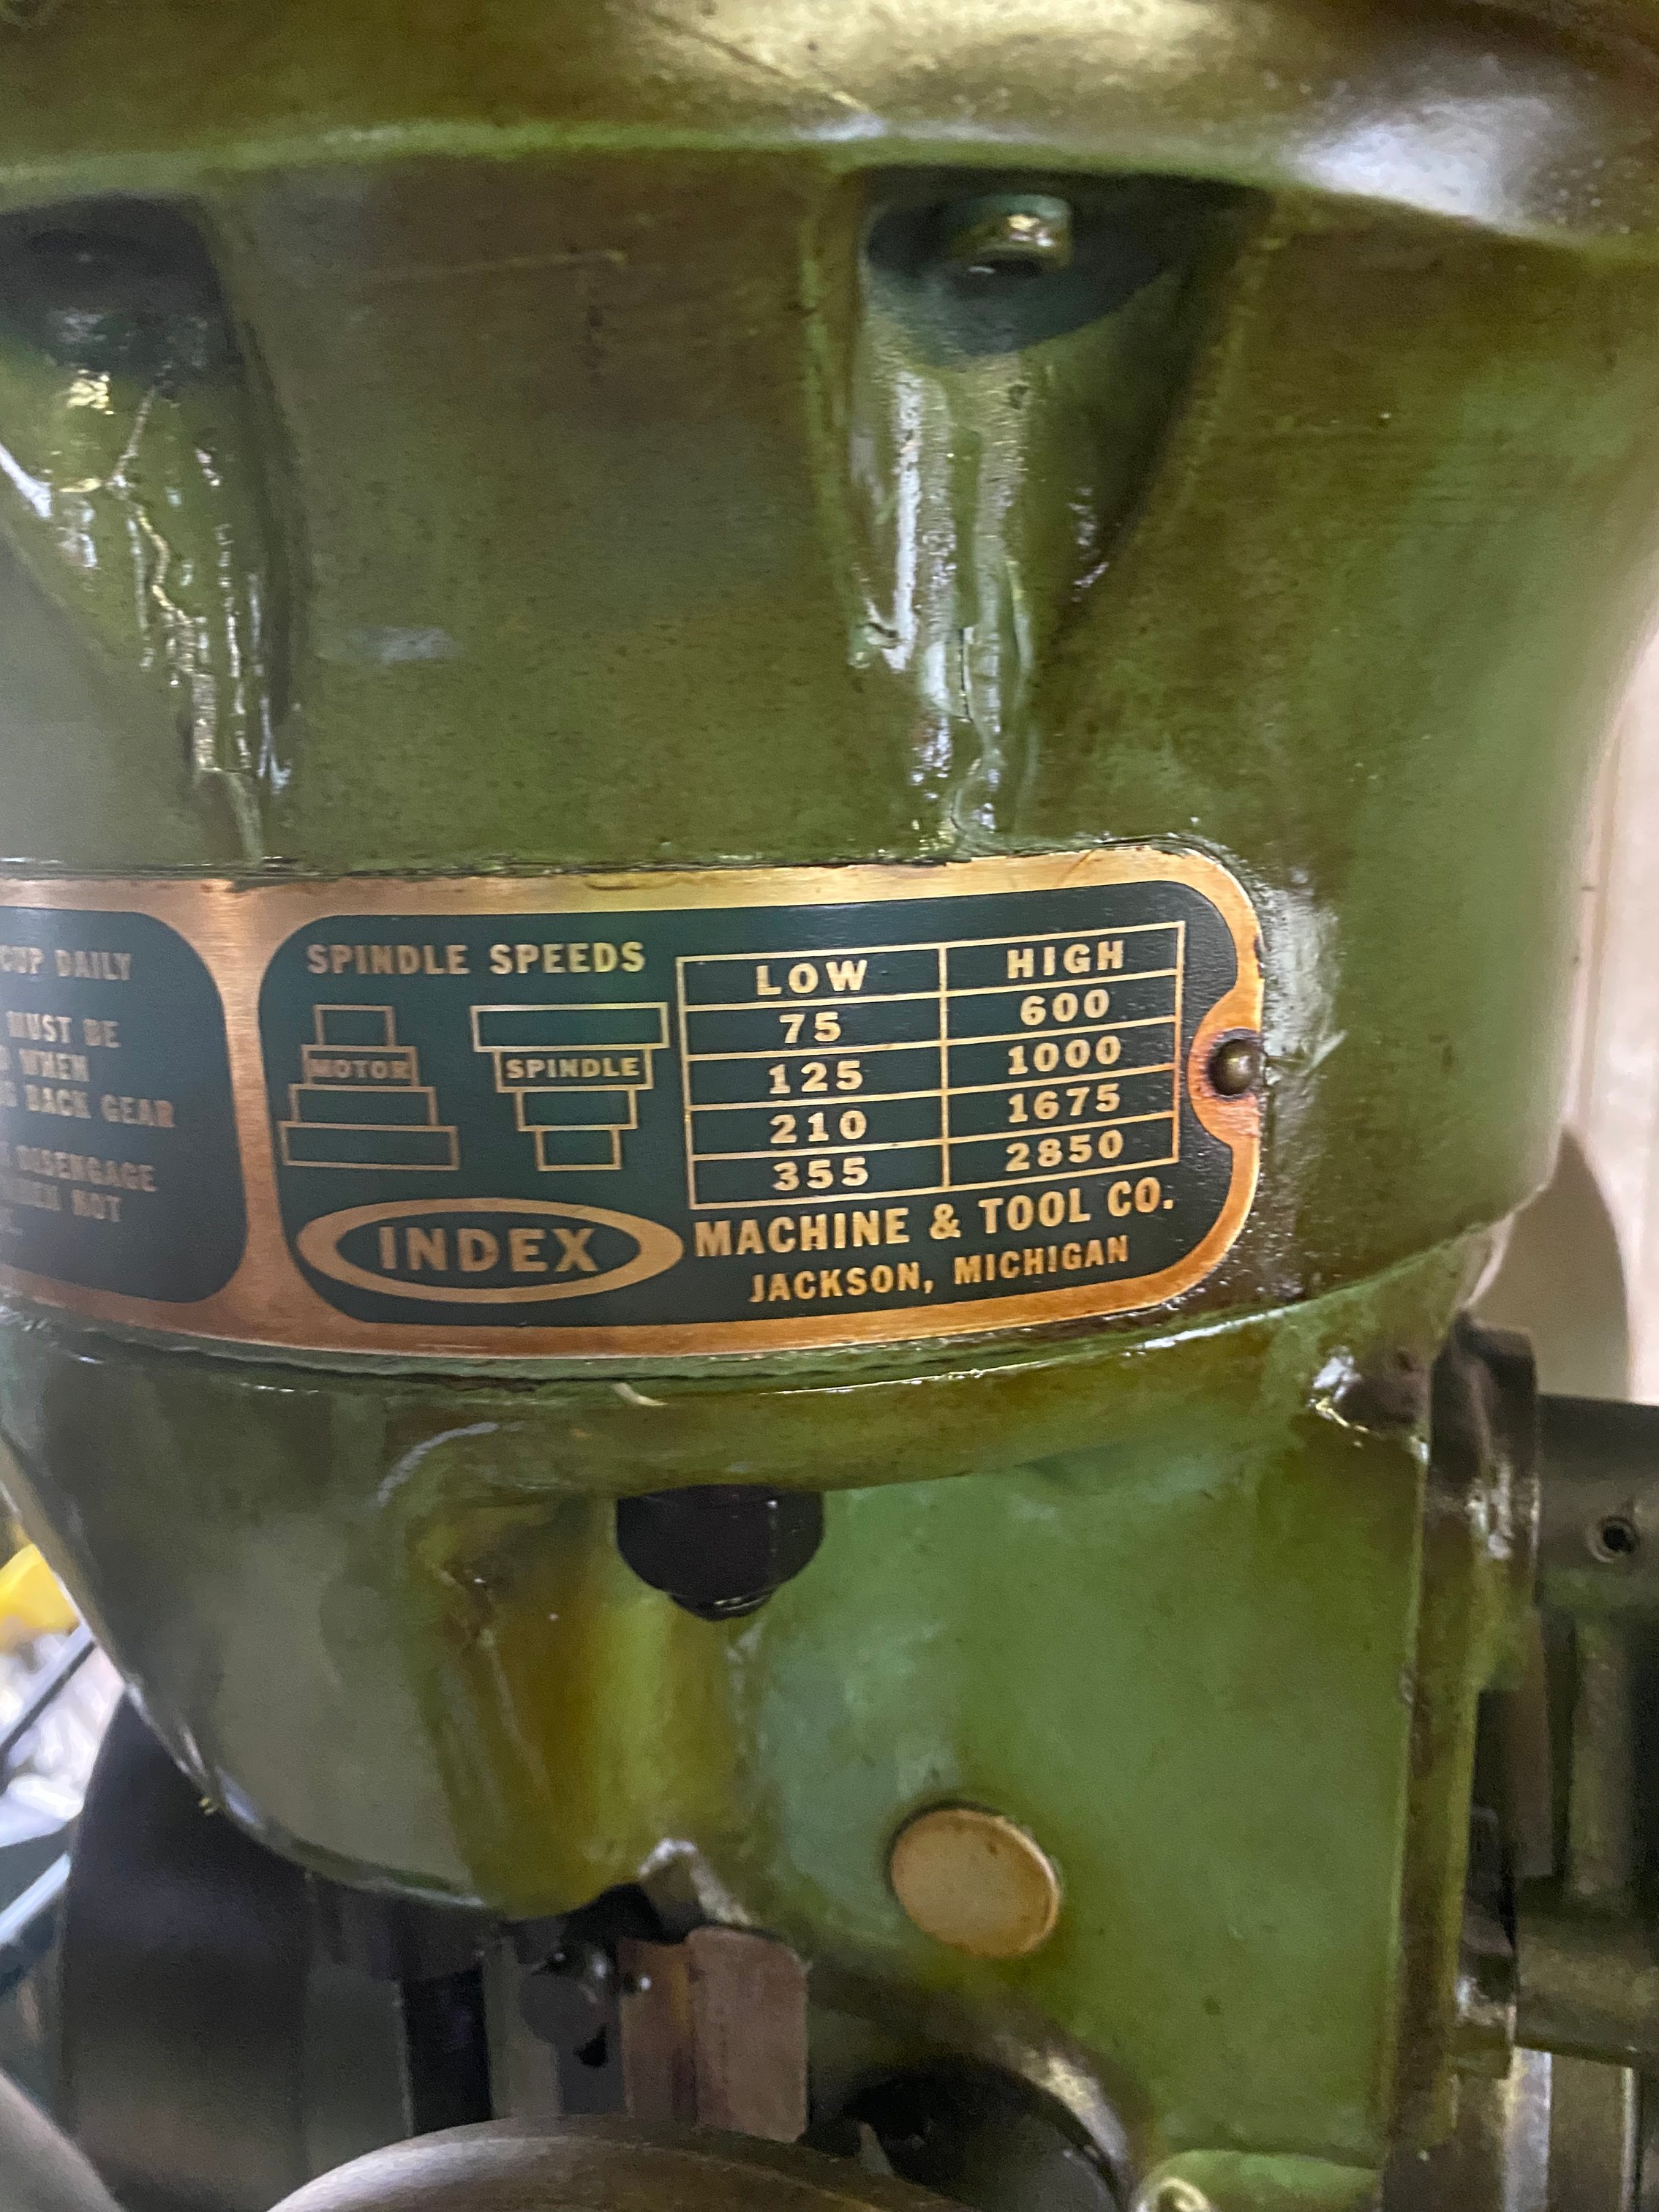 CUP DAILY
MUST BE
WHEN
BACK GEAR
DISENGAGE
NOT
SPINDLE SPEEDS
MOTOR
SPINDLE
LOW HIGH
75 600
125 1000
210 1675
355 2850
INDEX MACHINE & TOOL CO.
JACKSON, MICHIGAN